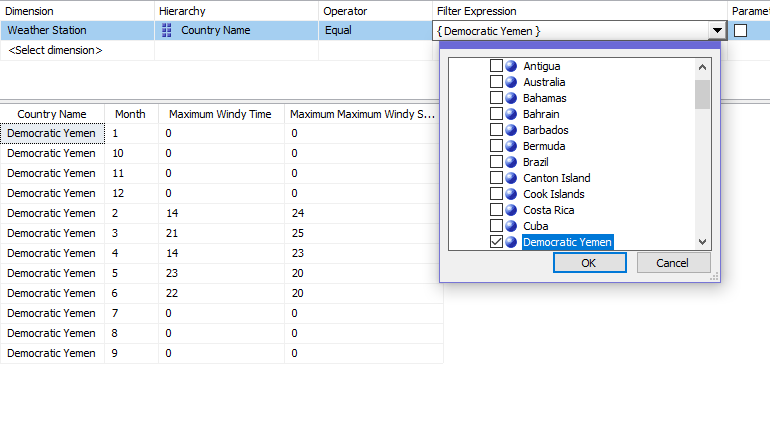 Dimension Hierarchy Operator Filter Expression Paramet
Weather Station Country Name Equal { Democratic Yemen }
<Select dimension>
Antigua
Australia
Bahamas
Bahrain
Barbados
Bermuda
Brazil
Canton Island
Cook Islands
Costa Rica
Cuba
Democratic Yemen
OK Cancel
Country Name Month Maximum Windy Time Maximum Maximum Windy S...
Democratic Yemen 1 0 0
Democratic Yemen 10 0 0
Democratic Yemen 11 0 0
Democratic Yemen 12 0 0
Democratic Yemen 2 14 24
Democratic Yemen 3 21 25
Democratic Yemen 4 14 23
Democratic Yemen 5 23 20
Democratic Yemen 6 22 20
Democratic Yemen 7 0 0
Democratic Yemen 8 0 0
Democratic Yemen 9 0 0